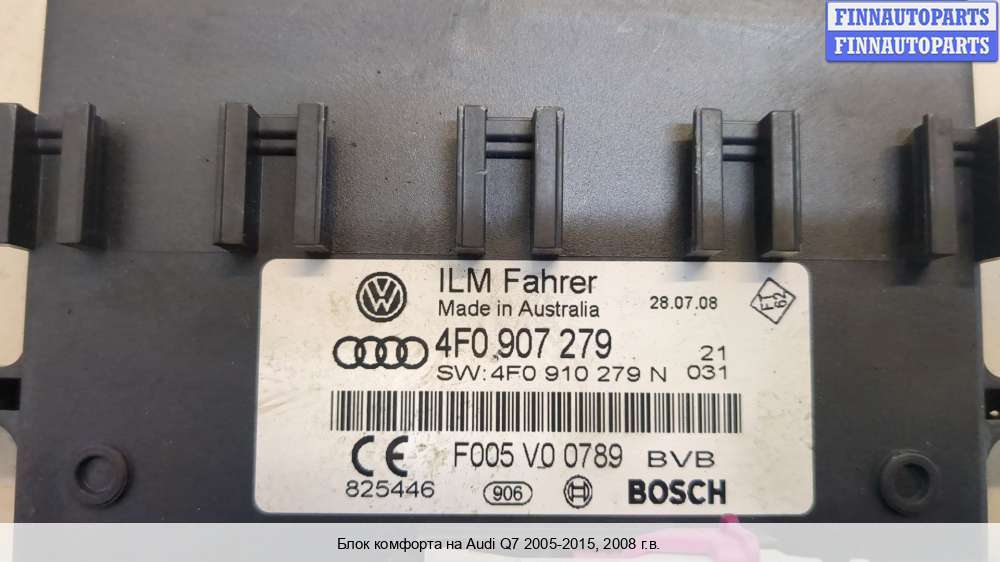 FINNAUTOPARTS
FINNAUTOPARTS
ILM Fahrer
Made in Australia
28.07.08
4F0 907 279
21
SW: 4F0 910 279 N
031
F005 V0 0789 BVB
825446
906
BOSCH
Блок комфорта на Audi Q7 2005-2015, 2008 г.в.